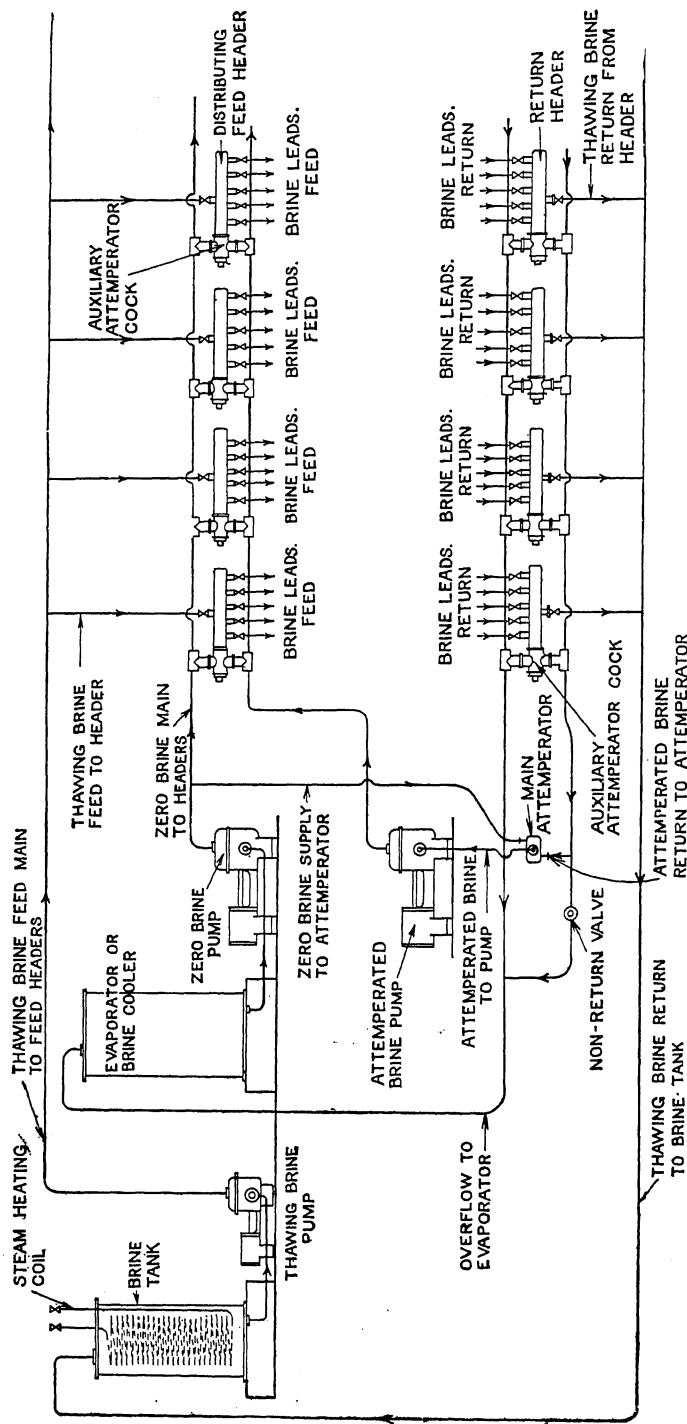 STEAM HEATING
COIL
THAWING BRINE FEED MAIN
TO FEED HEADERS
BRINE
TANK
THAWING BRINE
PUMP
EVAPORATOR OR
BRINE COOLER
THAWING BRINE
FEED TO HEADER
ZERO BRINE MAIN
TO HEADERS
ZERO BRINE
PUMP
ZERO BRINE SUPPLY
TO ATTEMPERATOR
AUXILIARY
ATTEMPERATOR
COCK
DISTRIBUTING
FEED HEADER
BRINE LEADS.
FEED
BRINE LEADS.
FEED
BRINE LEADS.
FEED
BRINE LEADS.
FEED
ATTEMPERATED
BRINE PUMP
ATTEMPERATED BRINE
TO PUMP
OVERFLOW TO
EVAPORATOR
BRINE LEADS.
RETURN
BRINE LEADS.
RETURN
BRINE LEADS.
RETURN
BRINE LEADS.
RETURN
RETURN
HEADER
THAWING BRINE
RETURN FROM
HEADER
MAIN
ATTEMPERATOR
AUXILIARY
ATTEMPERATOR COCK
NON-RETURN VALVE
ATTEMPERATED BRINE
RETURN TO ATTEMPERATOR
THAWING BRINE RETURN
TO BRINE TANK